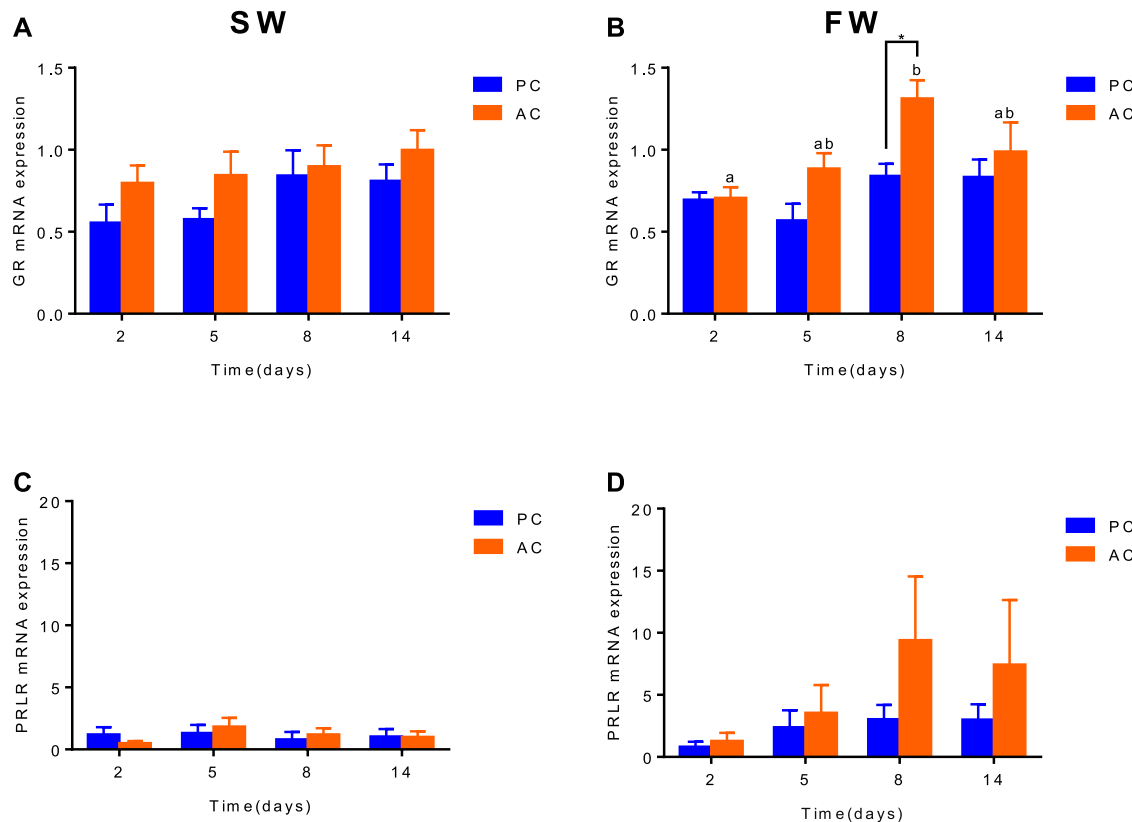 A
SW
GR mRNA expression
1.5
1.0
0.5
0.0
2
5
8
14
Time(days)
PC
AC
B
FW
GR mRNA expression
1.5
1.0
0.5
0.0
a
ab
*
b
ab
2
5
8
14
Time(days)
PC
AC
C
PRLR mRNA expression
20
15
10
5
0
2
5
8
14
Time(days)
PC
AC
D
PRLR mRNA expression
20
15
10
5
0
2
5
8
14
Time(days)
PC
AC